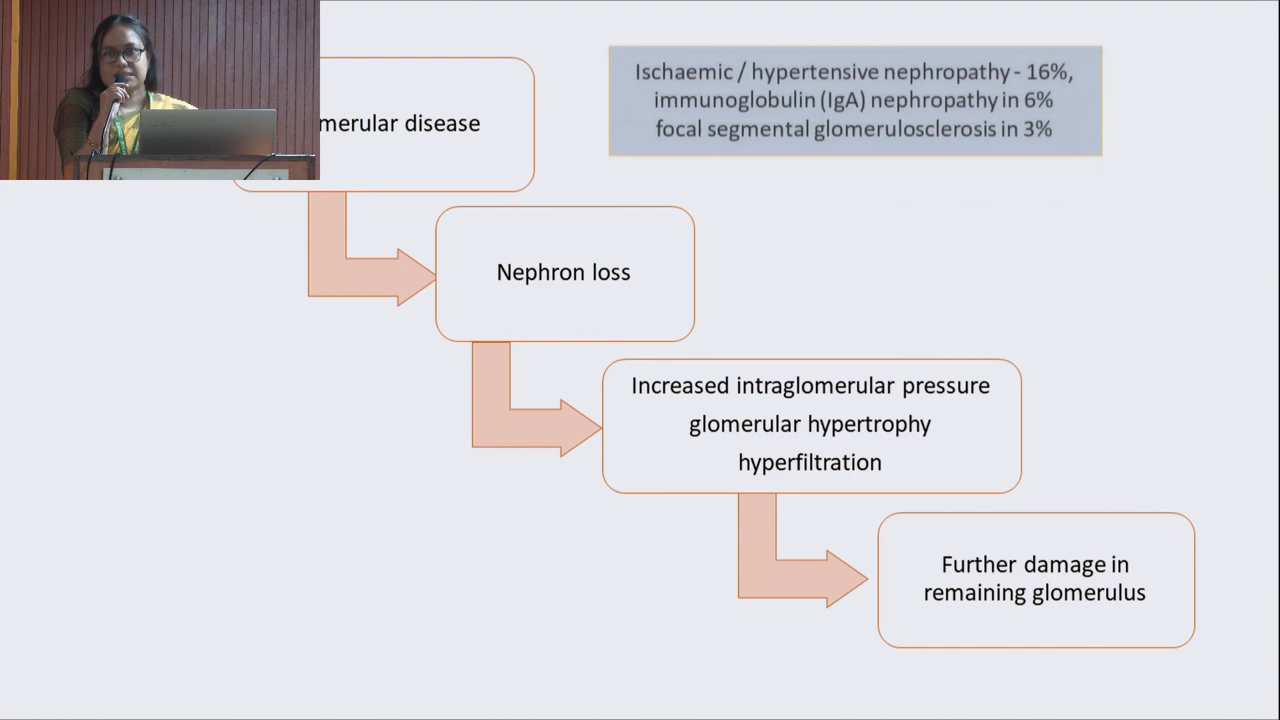 merular disease
Ischaemic / hypertensive nephropathy - 16%,
immunoglobulin (IgA) nephropathy in 6%
focal segmental glomerulosclerosis in 3%
Nephron loss
Increased intraglomerular pressure
glomerular hypertrophy
hyperfiltration
Further damage in
remaining glomerulus